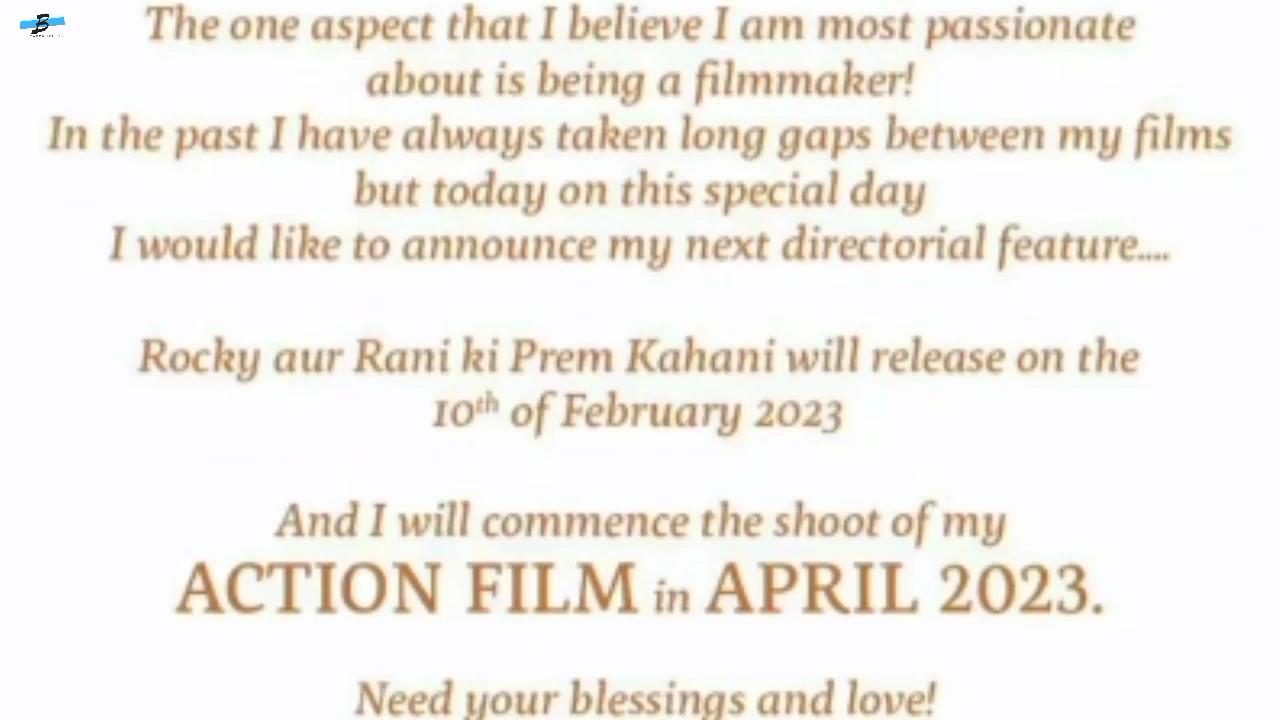 B
The one aspect that I believe I am most passionate
about is being a filmmaker!
In the past I have always taken long gaps between my films
but today on this special day
I would like to announce my next directorial feature....
Rocky aur Rani ki Prem Kahani will release on the
10th of February 2023
And I will commence the shoot of my
ACTION FILM in APRIL 2023.
Need your blessings and love!